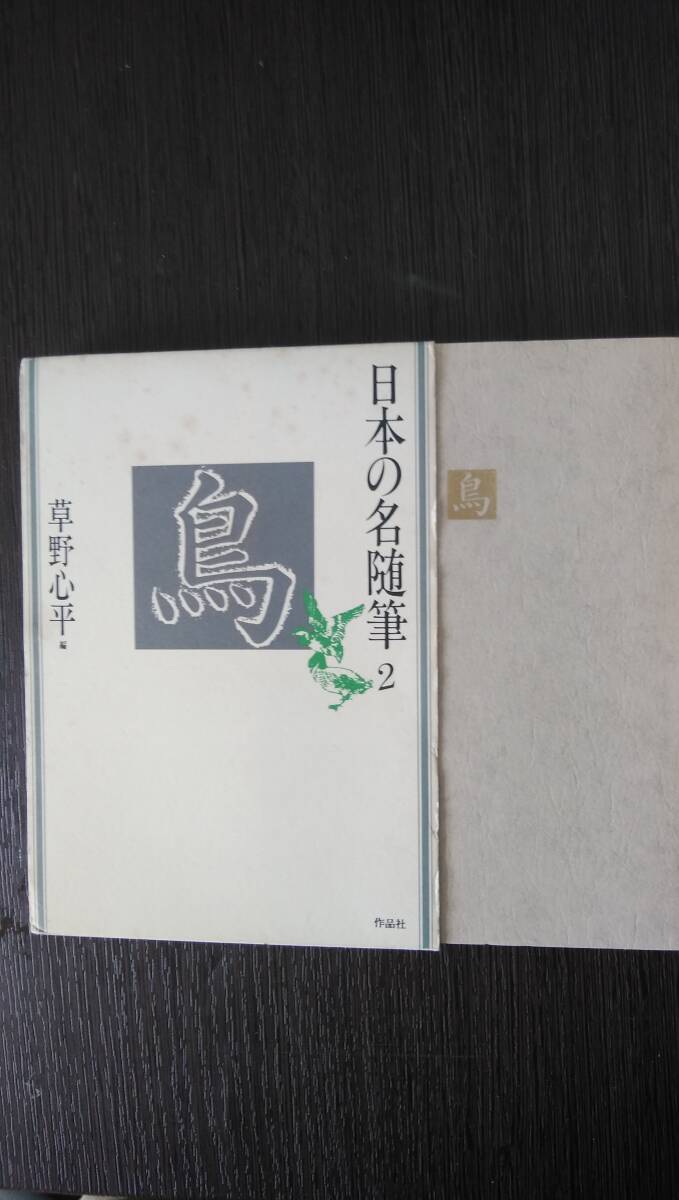 日本の名随筆2
鳥
草野心平 編
作品社
鳥